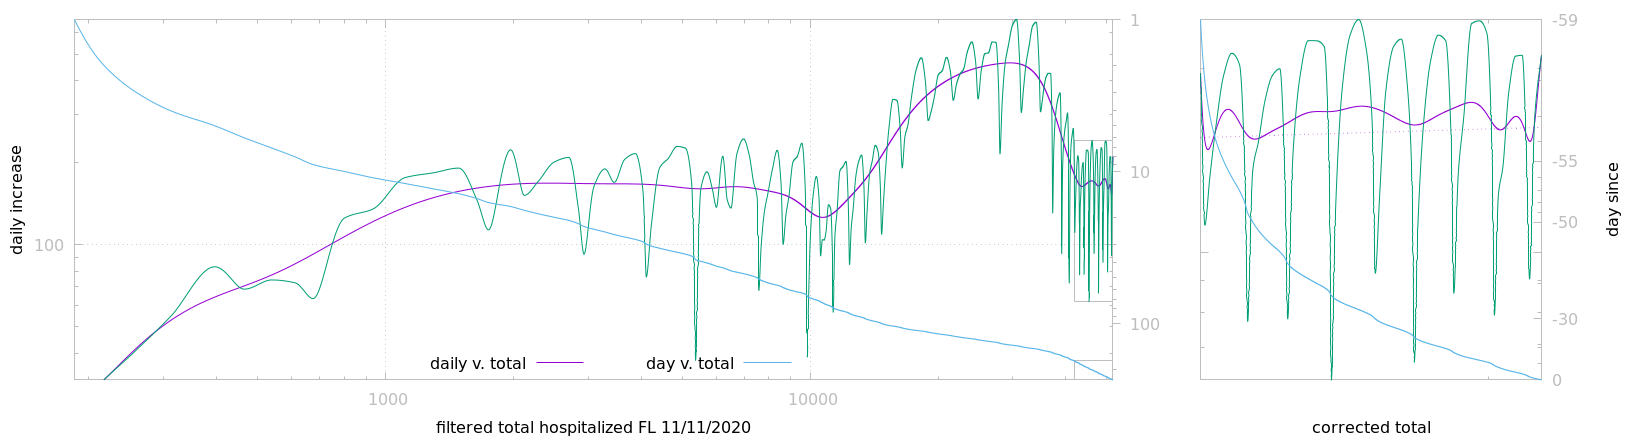 daily increase
100
1000
10000
filtered total hospitalized FL 11/11/2020
daily v. total
day v. total
1
10
100
-59
-55
-50
-30
0
day since
corrected total